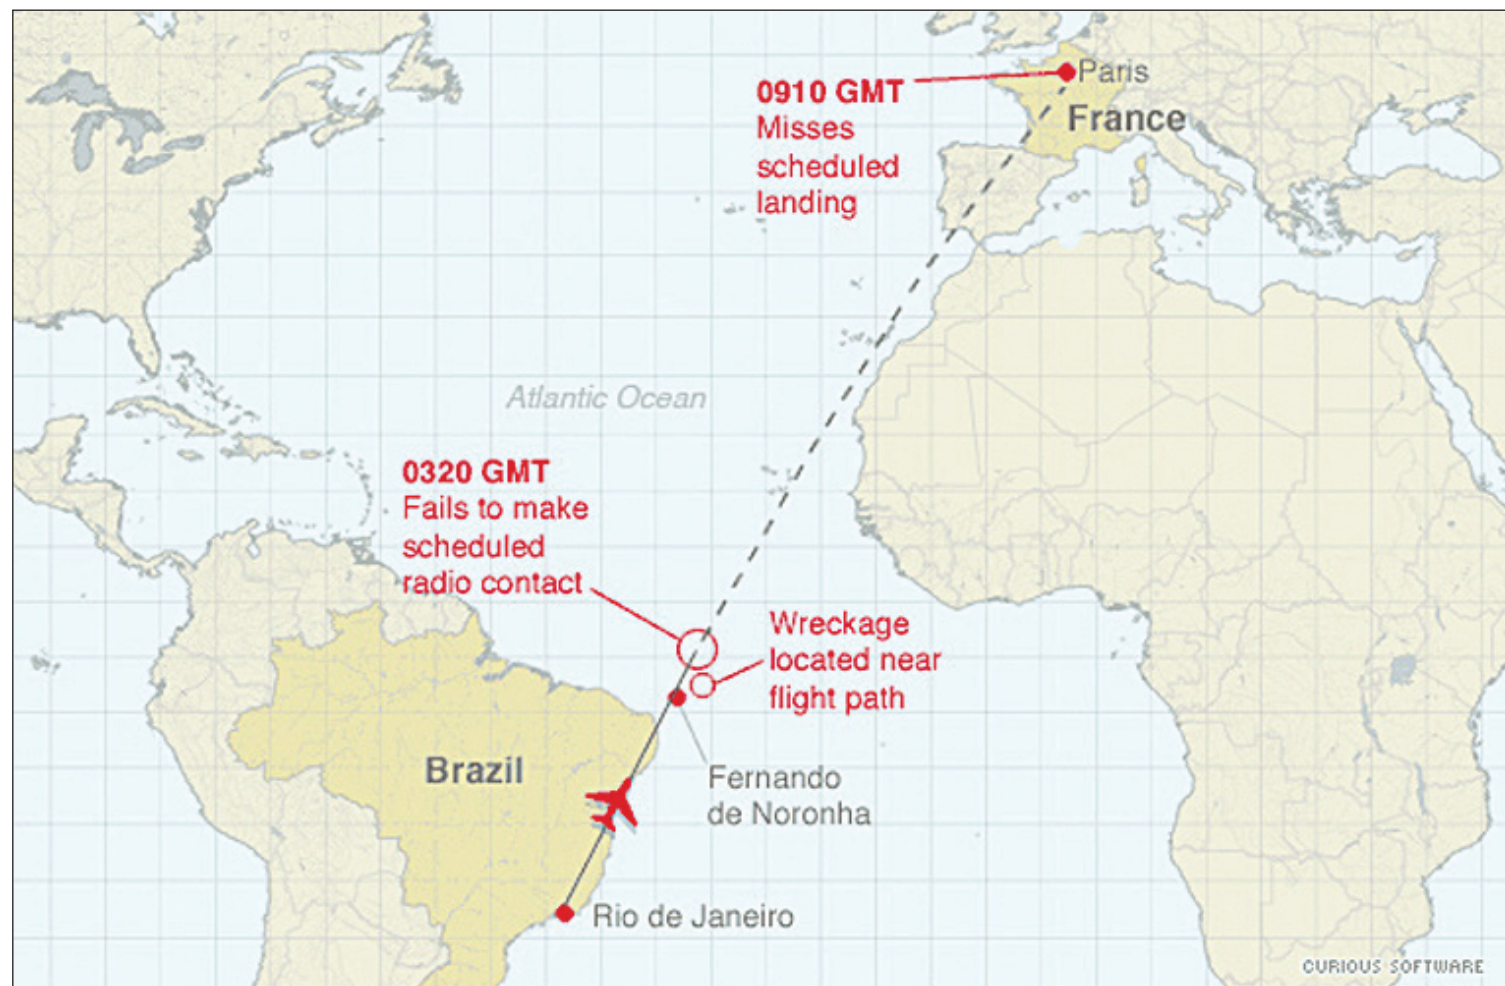 Paris
0910 GMT
Misses
scheduled
landing
France
Atlantic Ocean
0320 GMT
Fails to make
scheduled
radio contact
Wreckage
located near
flight path
Brazil
Fernando
de Noronha
Rio de Janeiro
CURIOUS SOFTWARE